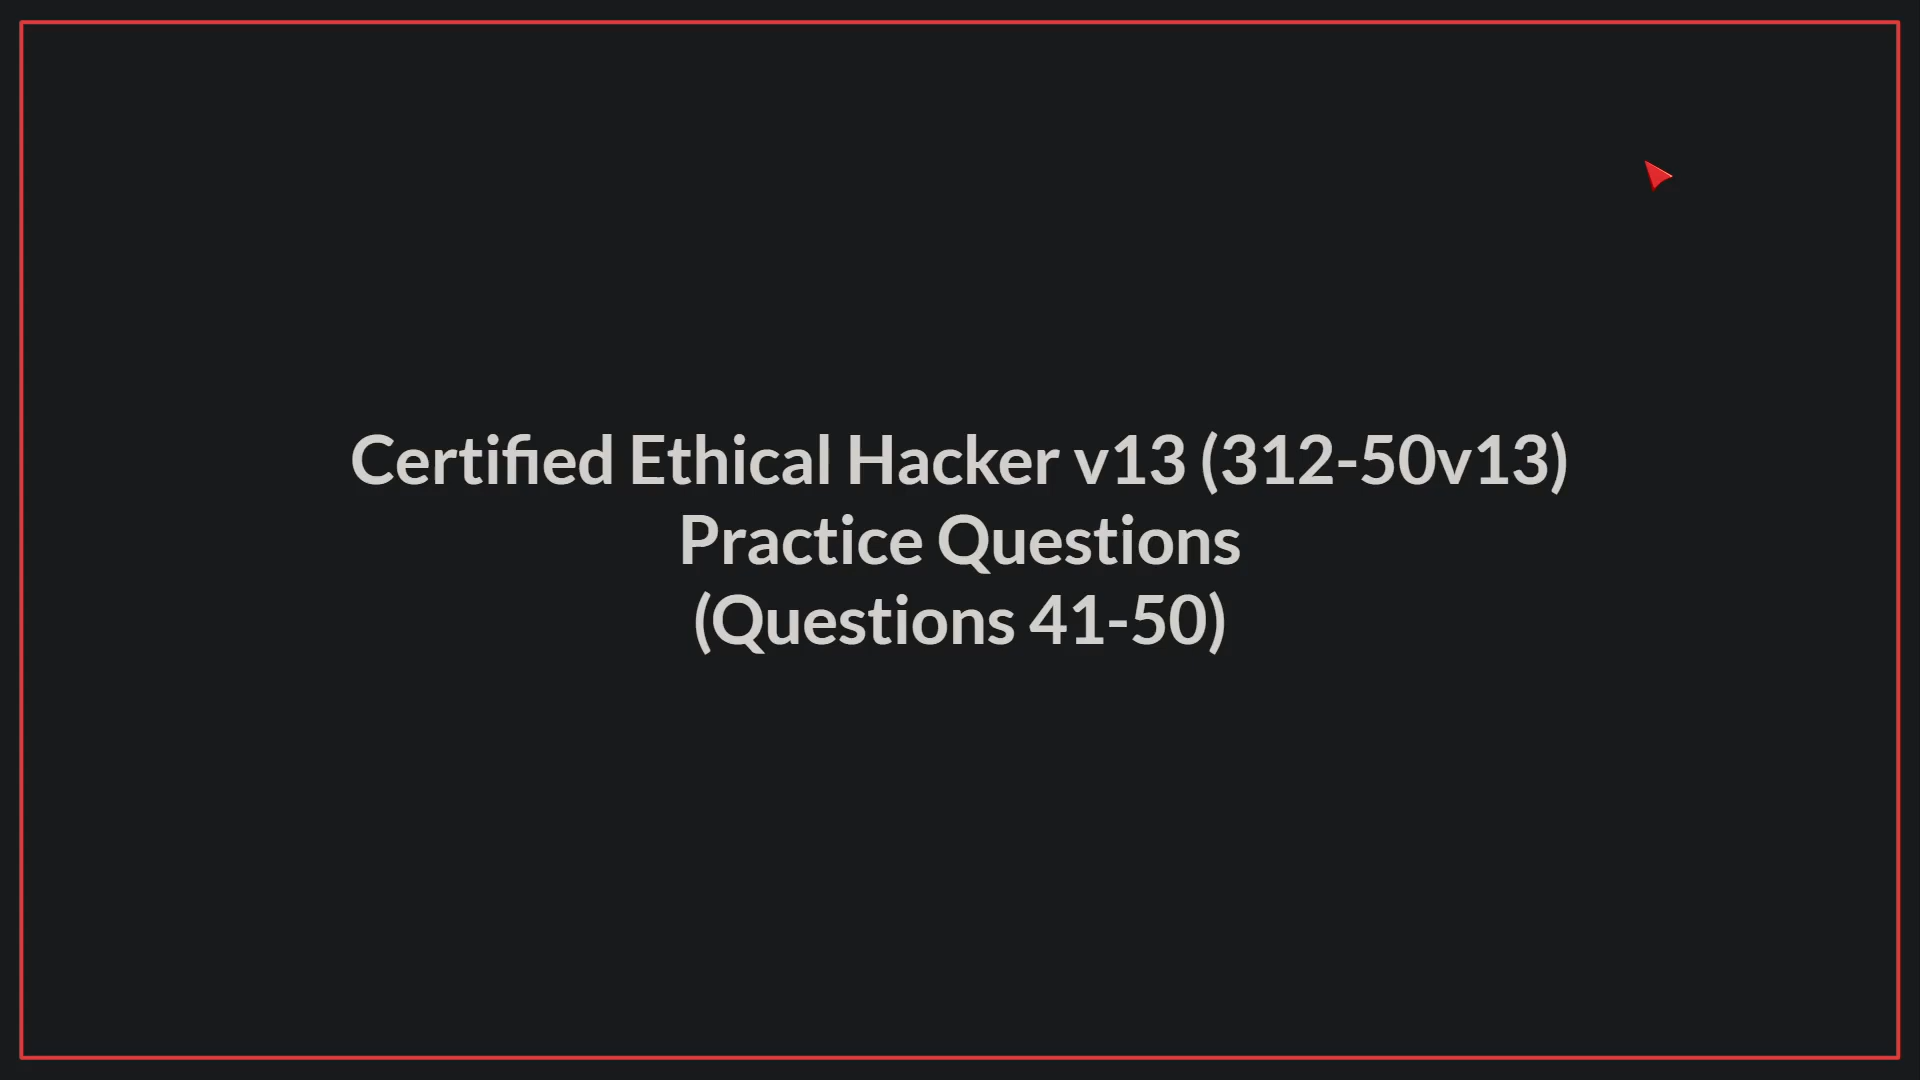 Certified Ethical Hacker v13 (312-50v13)
Practice Questions
(Questions 41-50)